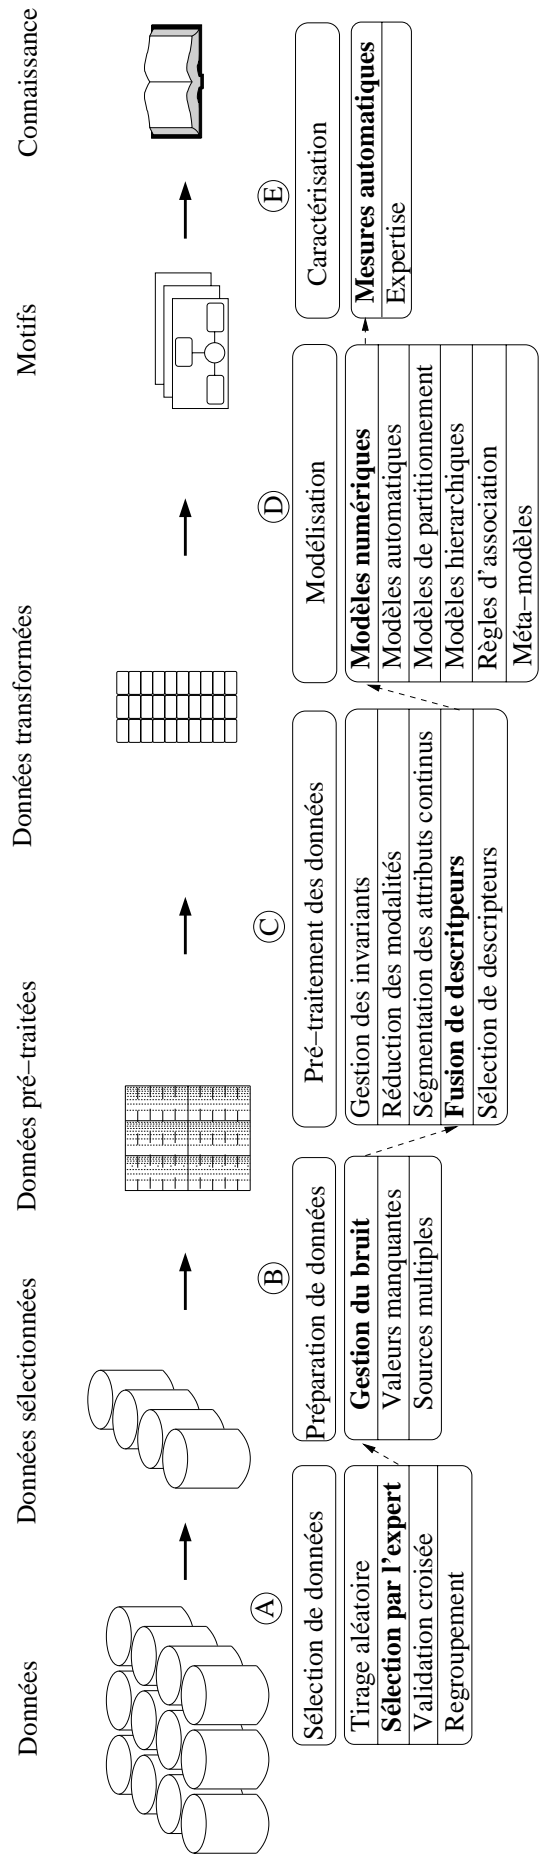 Données
Données sélectionnées
Données pré−traitées
Données transformées
Motifs
Connaissance
A
B
C
D
E
Sélection de données
Tirage aléatoire
Sélection par l'expert
Validation croisée
Regroupement
Préparation de données
Gestion du bruit
Valeurs manquantes
Sources multiples
Pré−traitement des données
Gestion des invariants
Réduction des modalités
Ségmentation des attributs continus
Fusion de descritpeurs
Sélection de descripteurs
Modélisation
Modèles numériques
Modèles automatiques
Modèles de partitionnement
Modèles hierarchiques
Règles d'association
Méta−modèles
Caractérisation
Mesures automatiques
Expertise